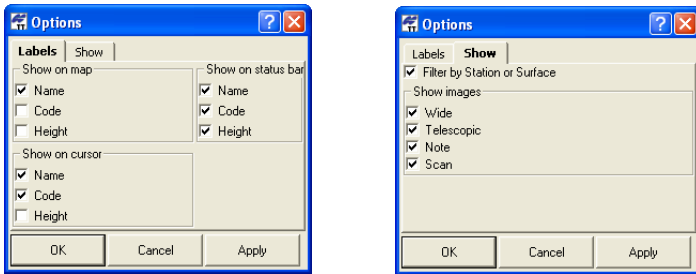 Options
Labels Show
Show on map Show on status bar
Name Name
Code Code
Height Height
Show on cursor
Name
Code
Height
OK Cancel Apply
Options
Labels Show
Filter by Station or Surface
Show images
Wide
Telescopic
Note
Scan
OK Cancel Apply